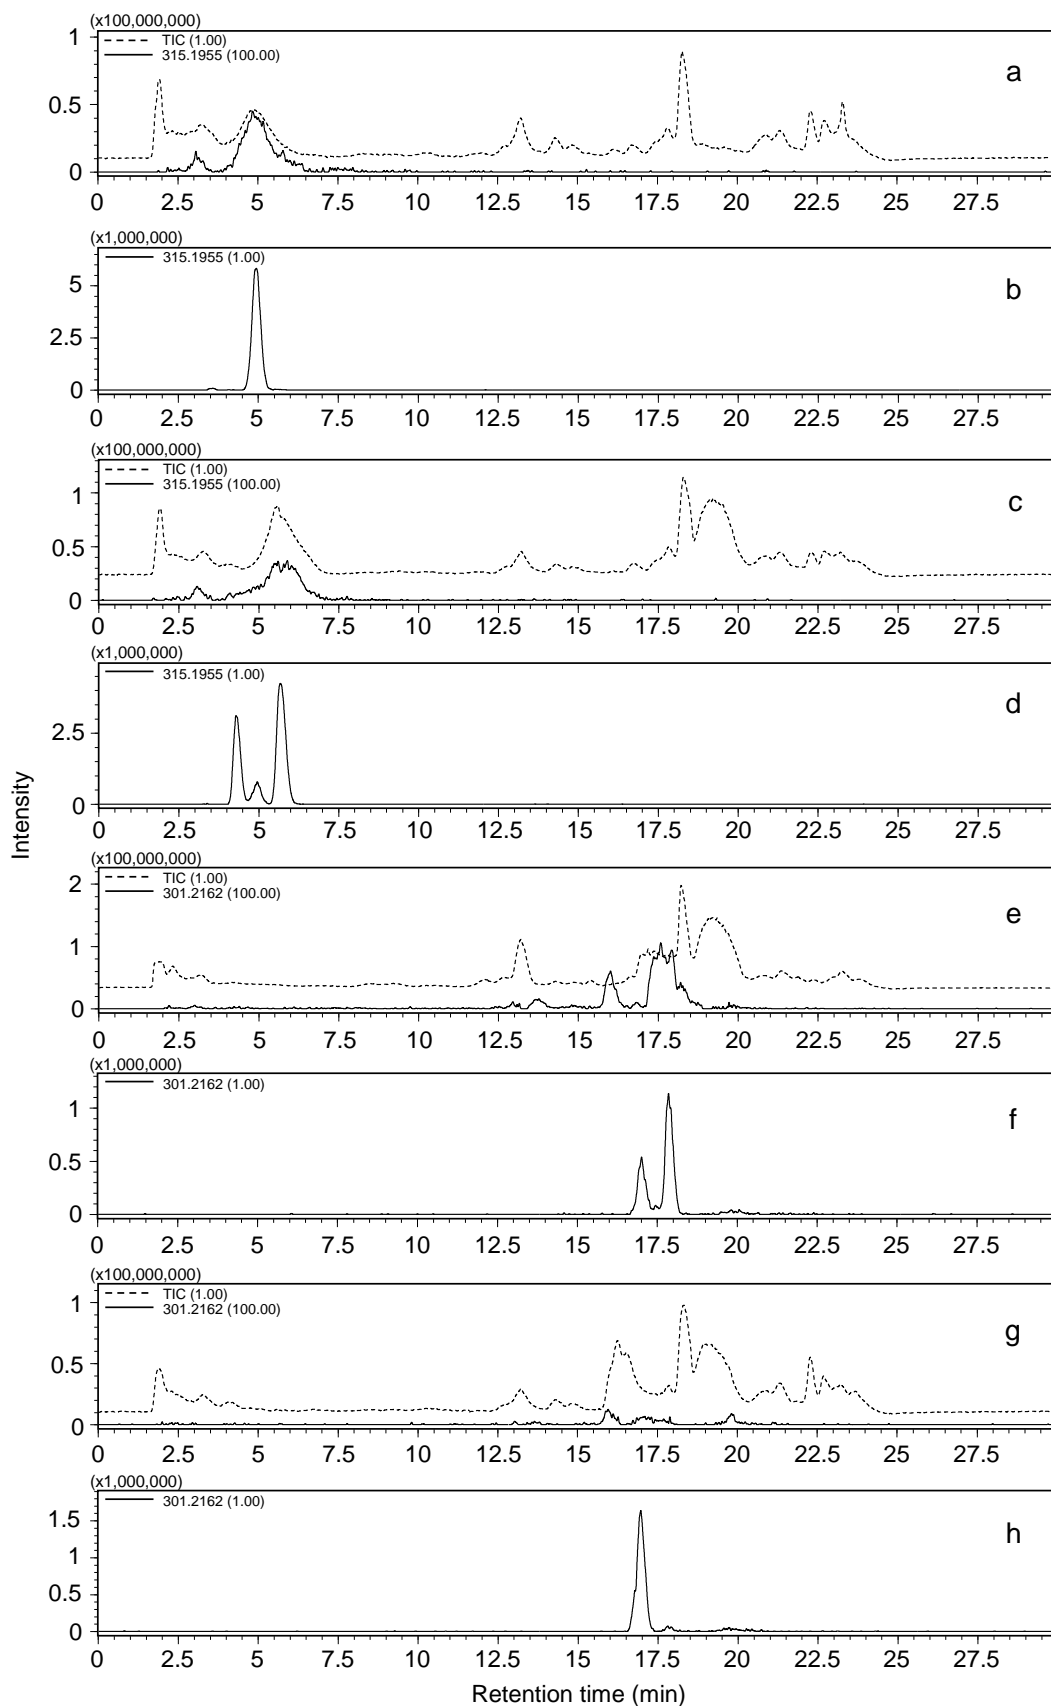 (x100,000,000)
TIC (1.00)
315.1955 (100.00)
a
1
0.5
0
0 2.5 5 7.5 10 12.5 15 17.5 20 22.5 25 27.5
(x1,000,000)
315.1955 (1.00)
b
5
2.5
0
0 2.5 5 7.5 10 12.5 15 17.5 20 22.5 25 27.5
(x100,000,000)
TIC (1.00)
315.1955 (100.00)
c
1
0.5
0
0 2.5 5 7.5 10 12.5 15 17.5 20 22.5 25 27.5
(x1,000,000)
315.1955 (1.00)
d
2.5
0
0 2.5 5 7.5 10 12.5 15 17.5 20 22.5 25 27.5
Intensity
(x100,000,000)
TIC (1.00)
301.2162 (100.00)
e
2
1
0
0 2.5 5 7.5 10 12.5 15 17.5 20 22.5 25 27.5
(x1,000,000)
301.2162 (1.00)
f
1
0.5
0
0 2.5 5 7.5 10 12.5 15 17.5 20 22.5 25 27.5
(x100,000,000)
TIC (1.00)
301.2162 (100.00)
g
1
0.5
0
0 2.5 5 7.5 10 12.5 15 17.5 20 22.5 25 27.5
(x1,000,000)
301.2162 (1.00)
h
1.5
1
0.5
0
0 2.5 5 7.5 10 12.5 15 17.5 20 22.5 25 27.5
Retention time (min)